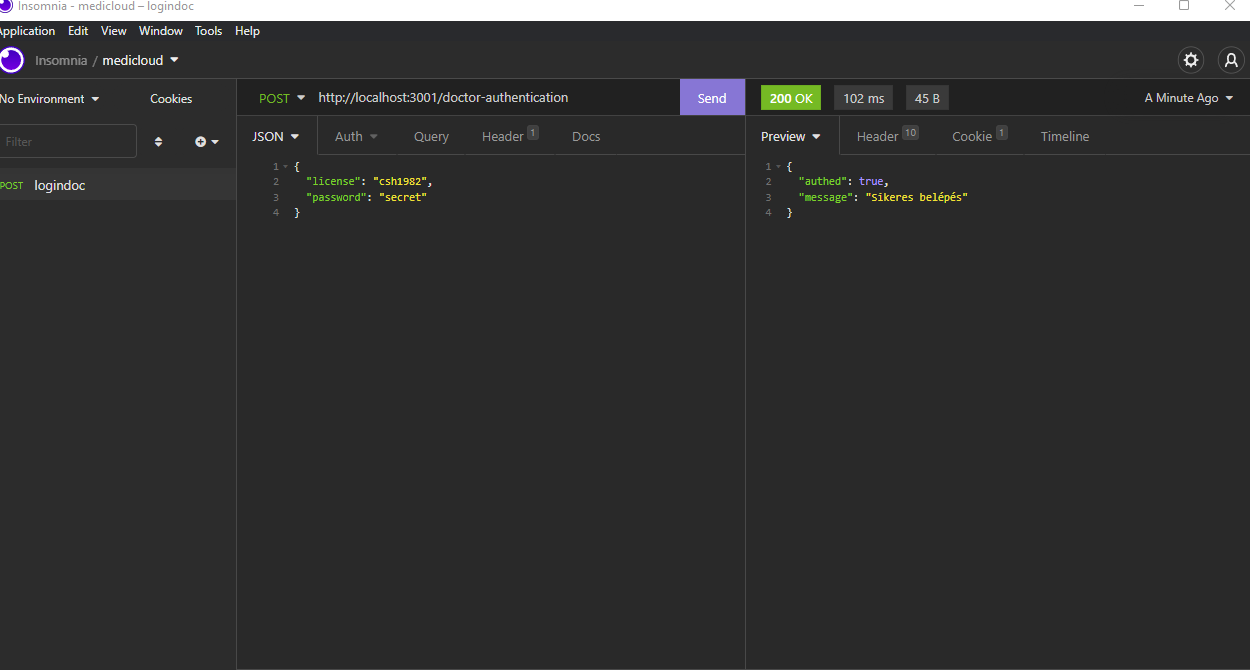 Insomnia - medicloud – logindoc
Application Edit View Window Tools Help
Insomnia / medicloud
No Environment Cookies
POST http://localhost:3001/doctor-authentication Send
200 OK 102 ms 45 B A Minute Ago
Filter
JSON Auth Query Header 1 Docs
Preview Header 10 Cookie 1 Timeline
POST logindoc
1 {
2 "license": "csh1982",
3 "password": "secret"
4 }
1 {
2 "authed": true,
3 "message": "Sikeres belépés"
4 }